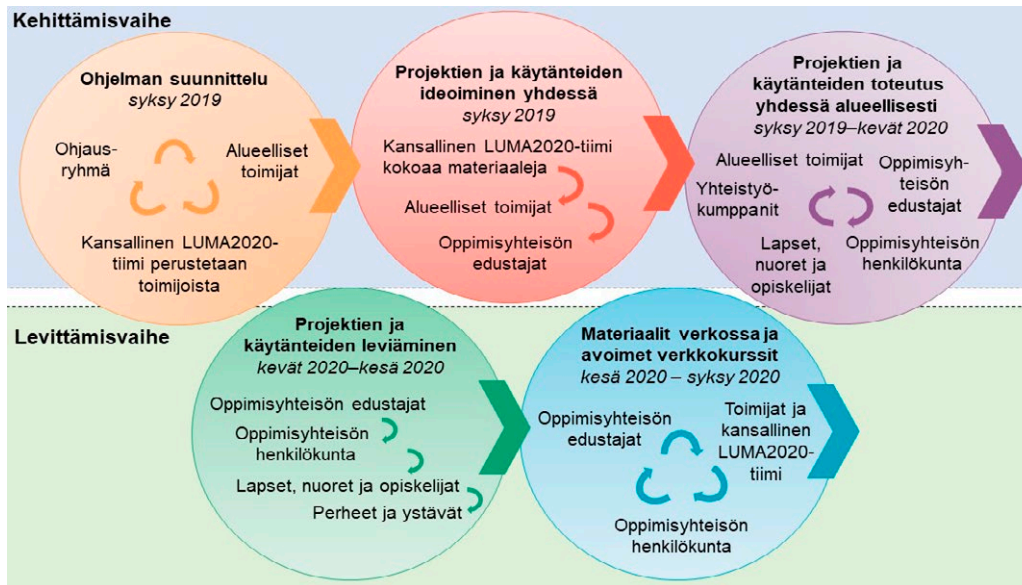 Kehittämisvaihe
Ohjelman suunnittelu
syksy 2019
Ohjaus-
ryhmä
Alueelliset
toimijat
Kansallinen LUMA2020-
tiimi perustetaan
toimijoista
Projektien ja käytänteiden
ideoiminen yhdessä
syksy 2019
Kansallinen LUMA2020-tiimi
kokoaa materiaaleja
Alueelliset toimijat
Oppimisyhteisön
edustajat
Projektien ja
käytänteiden toteutus
yhdessä alueellisesti
syksy 2019–kevät 2020
Alueelliset toimijat
Oppimisyh-
teisön
edustajat
Yhteistyö-
kumppanit
Lapset,
nuoret ja
opiskelijat
Oppimisyhteisön
henkilökunta
Levittämisvaihe
Projektien ja
käytänteiden leviäminen
kevät 2020–kesä 2020
Oppimisyhteisön edustajat
Oppimisyhteisön
henkilökunta
Lapset, nuoret ja opiskelijat
Perheet ja ystävät
Materiaalit verkossa ja
avoimet verkkokurssit
kesä 2020 – syksy 2020
Oppimisyhteisön
edustajat
Toimijat ja
kansallinen
LUMA2020-
tiimi
Oppimisyhteisön
henkilökunta